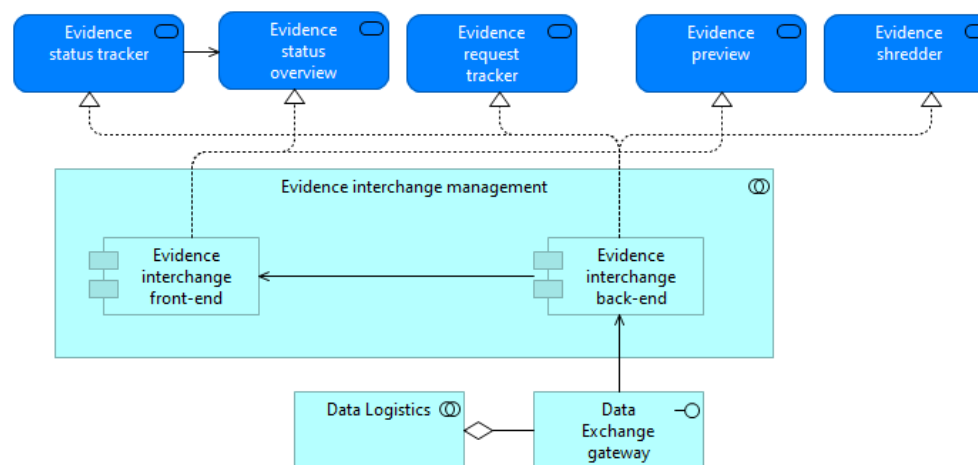 Evidence
status tracker
Evidence
status
overview
Evidence
request
tracker
Evidence
preview
Evidence
shredder
Evidence interchange management
Evidence
interchange
front-end
Evidence
interchange
back-end
Data Logistics
Data
Exchange
gateway